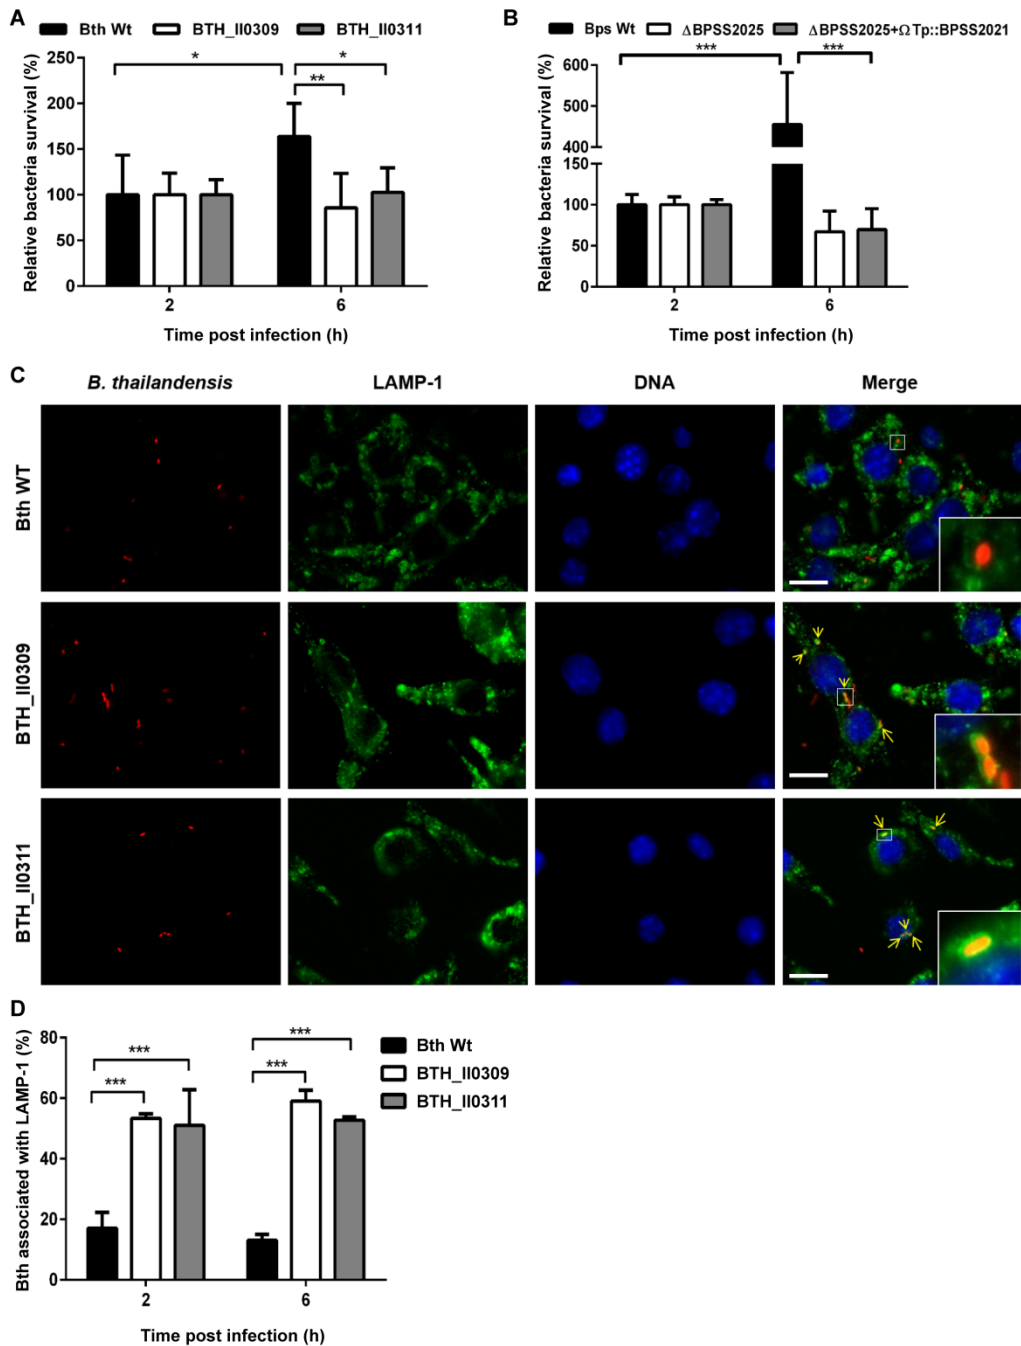 A
Bth Wt BTH_II0309 BTH_II0311
Relative bacteria survival (%)
250
200
150
100
50
0
* * **
2 6
Time post infection (h)
B
Bps Wt ΔBPSS2025 ΔBPSS2025+ΩTp::BPSS2021
Relative bacteria survival (%)
600
500
400
150
100
50
0
*** ***
2 6
Time post infection (h)
C
B. thailandensis LAMP-1 DNA Merge
Bth WT
BTH_II0309
BTH_II0311
D
Bth associated with LAMP-1 (%)
80
60
40
20
0
*** ***
*** ***
2 6
Time post infection (h)
Bth Wt
BTH_II0309
BTH_II0311